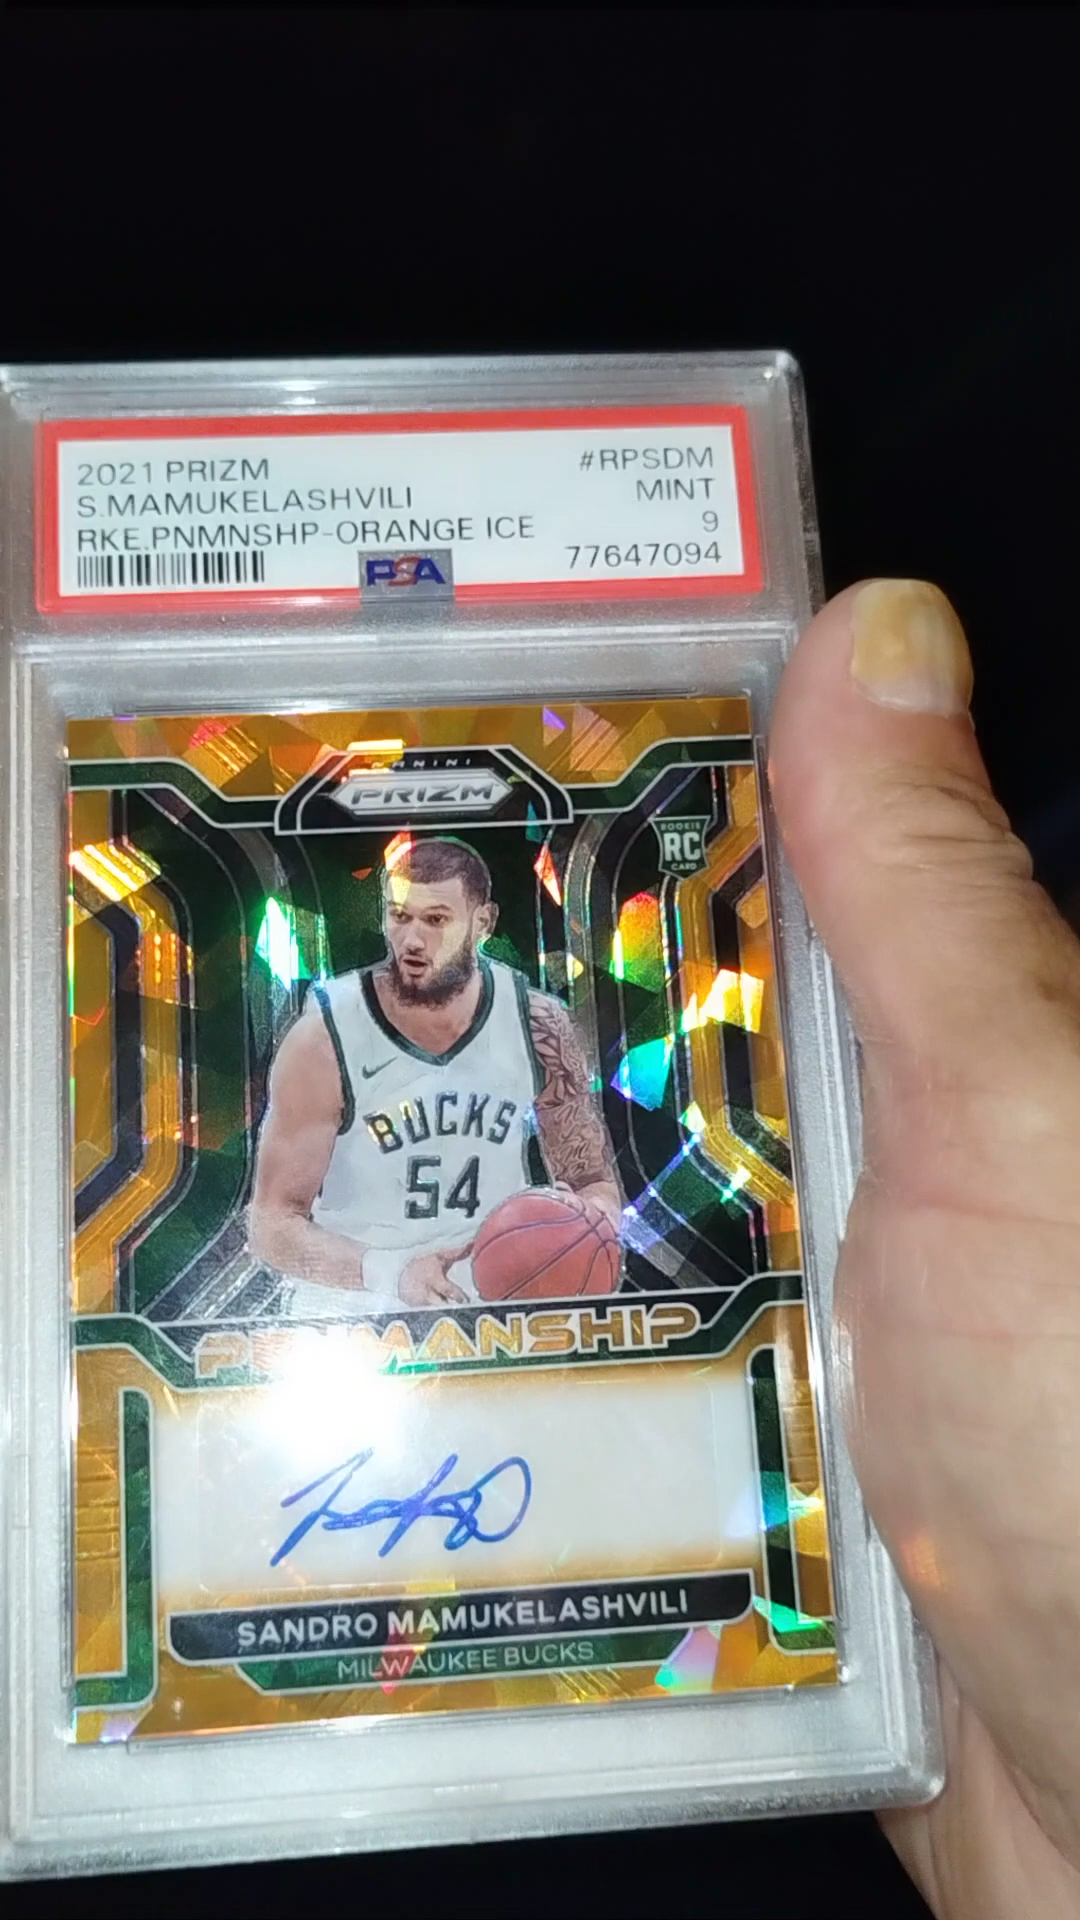 2021 PRIZM
#RPSDM
S.MAMUKELASHVILI
MINT
RKE.PNMNSHP-ORANGE ICE
9
PSA
77647094
PANINI
PRIZM
ROOKIE
RC
CARD
BUCKS
54
PENMANSHIP
SANDRO MAMUKELASHVILI
MILWAUKEE BUCKS